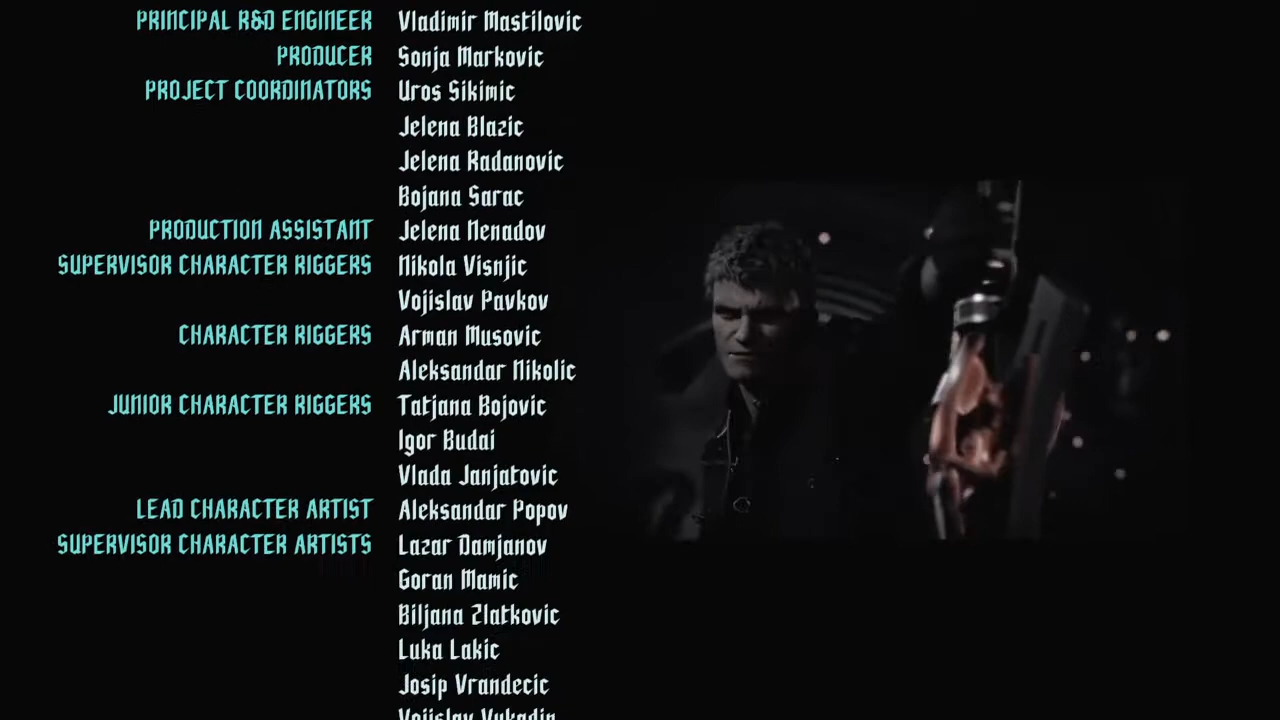 PRINCIPAL R&D ENGINEER Vladimir Mastilovic
PRODUCER Sonja Markovic
PROJECT COORDINATORS Uros Sikimic
Jelena Blazic
Jelena Radanovic
Bojana Sarac
PRODUCTION ASSISTANT Jelena Nenadov
SUPERVISOR CHARACTER RIGGERS Nikola Visnjic
Vojislav Pavkov
CHARACTER RIGGERS Arman Musovic
Aleksandar Nikolic
JUNIOR CHARACTER RIGGERS Tatjana Bojovic
Igor Budai
Vlada Janjatovic
LEAD CHARACTER ARTIST Aleksandar Popov
SUPERVISOR CHARACTER ARTISTS Lazar Damjanov
Goran Mamic
Biljana Zlatkovic
Luka Lakic
Josip Vrandecic
Vojislav Vukadin